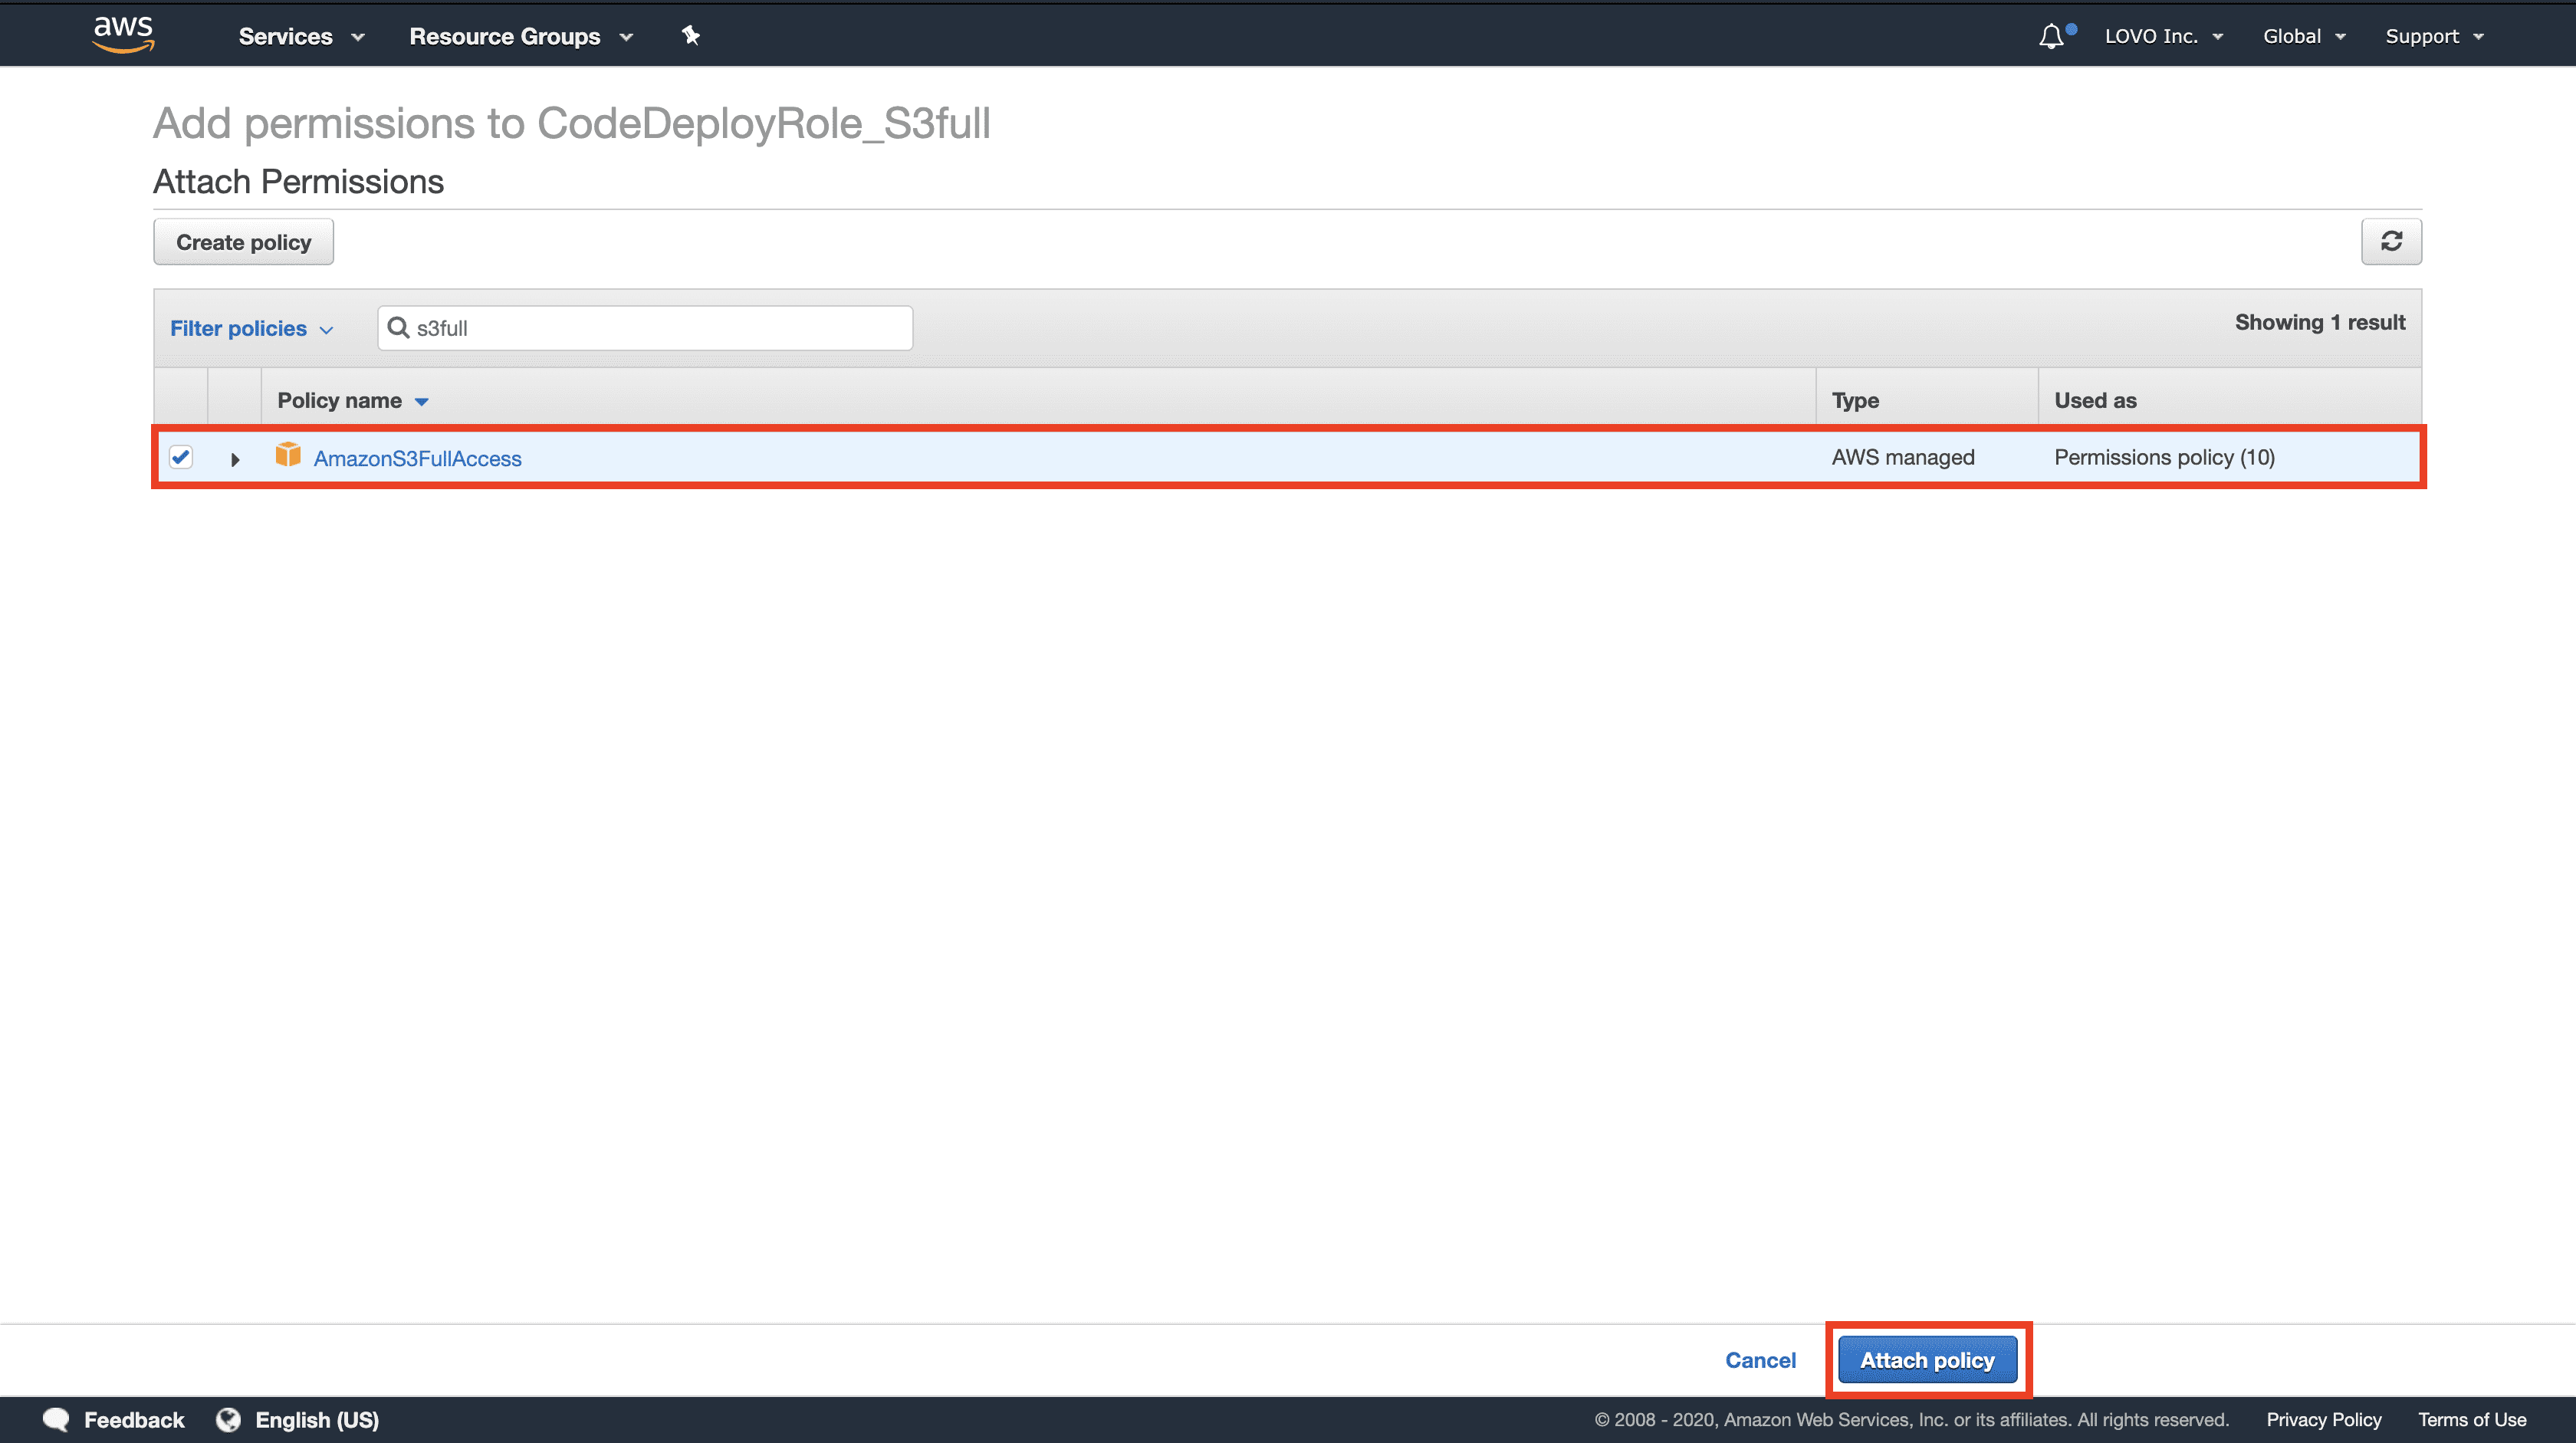 aws Services Resource Groups LOVO Inc. Global Support
Add permissions to CodeDeployRole_S3full
Attach Permissions
Create policy
Filter policies s3full Showing 1 result
Policy name Type Used as
AmazonS3FullAccess AWS managed Permissions policy (10)
Cancel Attach policy
Feedback English (US) © 2008 - 2020, Amazon Web Services, Inc. or its affiliates. All rights reserved. Privacy Policy Terms of Use